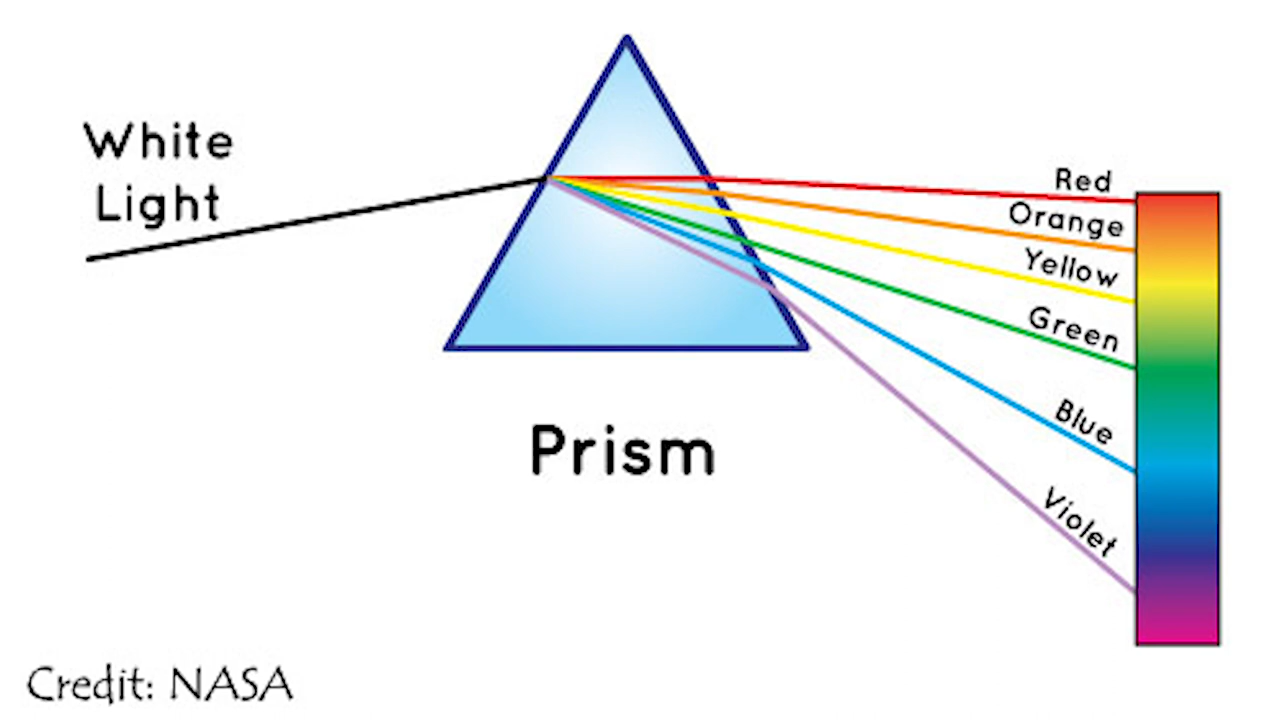 White
Light
Red
Orange
Yellow
Green
Blue
Violet
Prism
Credit: NASA